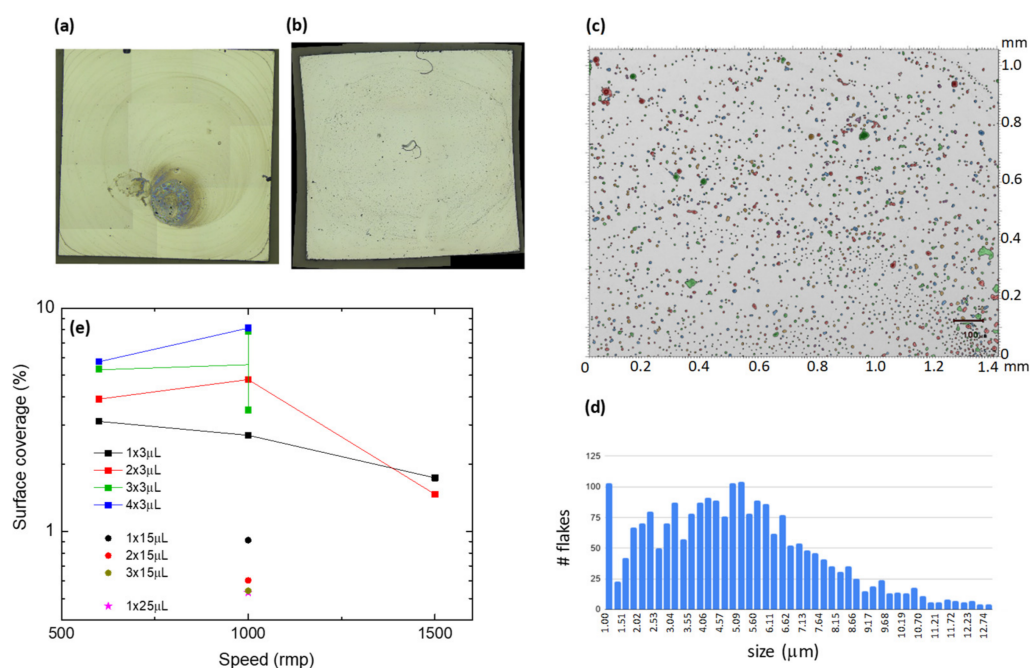 (a)
(b)
(c)
mm
1.0
0.8
0.6
0.4
0.2
0
0 0.2 0.4 0.6 0.8 1.0 1.2 1.4
mm
(e)
10
1
Surface coverage (%)
1x3μL
2x3μL
3x3μL
4x3μL
1x15μL
2x15μL
3x15μL
1x25μL
500 1000 1500
Speed (rmp)
(d)
# flakes
125
100
75
50
25
0
1.00 1.51 2.02 2.53 3.04 3.55 4.06 4.57 5.09 5.60 6.11 6.62 7.13 7.64 8.15 8.66 9.17 9.68 10.19 10.70 11.21 11.72 12.23 12.74
size (μm)